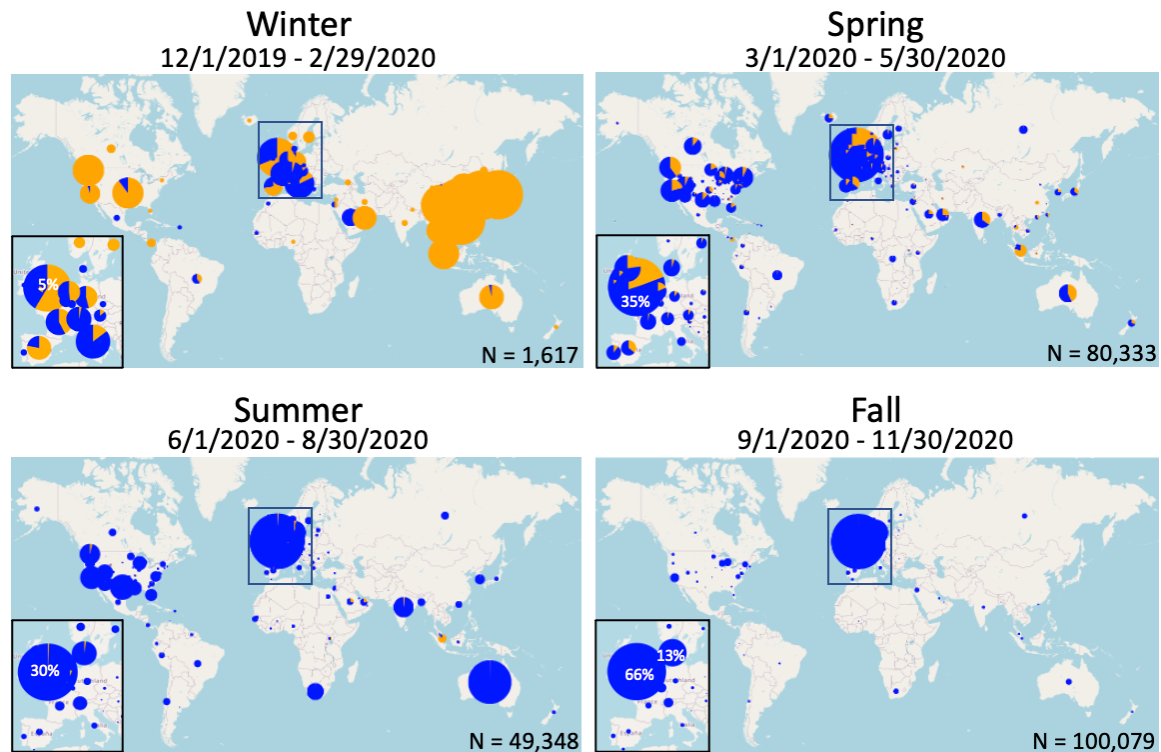 Winter
12/1/2019 - 2/29/2020
5%
N = 1,617
Spring
3/1/2020 - 5/30/2020
35%
N = 80,333
Summer
6/1/2020 - 8/30/2020
30%
N = 49,348
Fall
9/1/2020 - 11/30/2020
13%
66%
N = 100,079